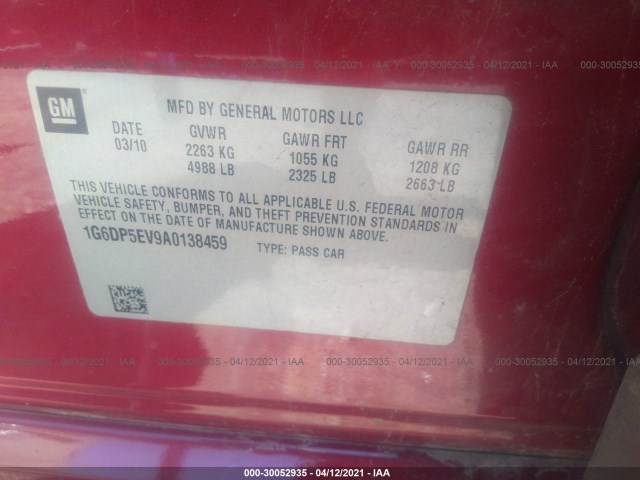 000-30052935 - 04/12/2021 - IAA
000-30052935 - 04/12/2021 - IAA
GM
MFD BY GENERAL MOTORS LLC
DATE GVWR GAWR FRT GAWR RR
03/10 2263 KG 1055 KG 1208 KG
4988 LB 2325 LB 2663 LB
THIS VEHICLE CONFORMS TO ALL APPLICABLE U.S. FEDERAL MOTOR
VEHICLE SAFETY, BUMPER, AND THEFT PREVENTION STANDARDS IN
EFFECT ON THE DATE OF MANUFACTURE SHOWN ABOVE.
1G6DP5EV9A0138459 TYPE: PASS CAR
000-30052935 - 04/12/2021 - IAA
000-30052935 - 04/12/2021 - IAA
000-30052935 - 04/12/2021 - IAA